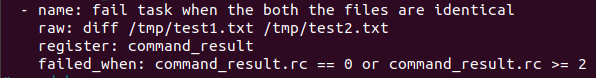 - name: fail task when the both the files are identical
raw: diff /tmp/test1.txt /tmp/test2.txt
register: command_result
failed_when: command_result.rc == 0 or command_result.rc >= 2